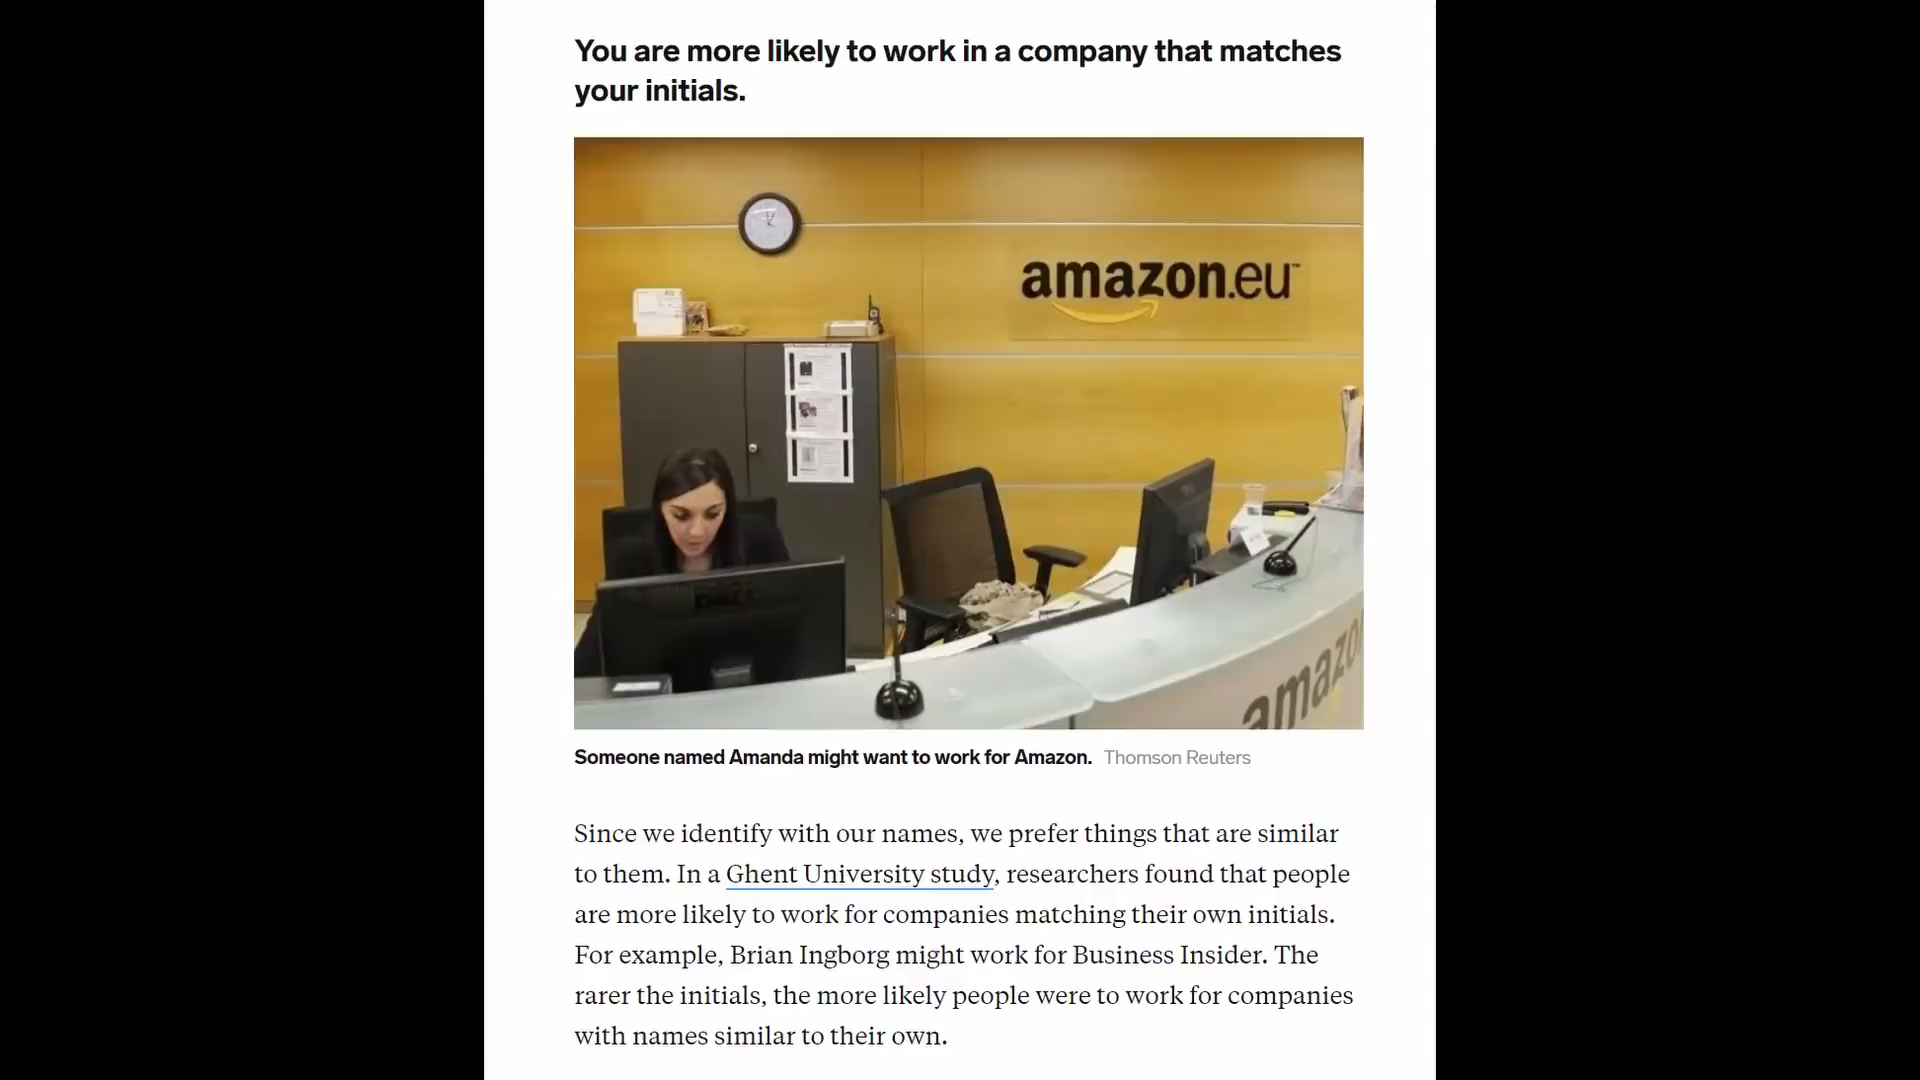 You are more likely to work in a company that matches
your initials.
amazon.eu™
amazo
Someone named Amanda might want to work for Amazon. Thomson Reuters
Since we identify with our names, we prefer things that are similar
to them. In a Ghent University study, researchers found that people
are more likely to work for companies matching their own initials.
For example, Brian Ingborg might work for Business Insider. The
rarer the initials, the more likely people were to work for companies
with names similar to their own.